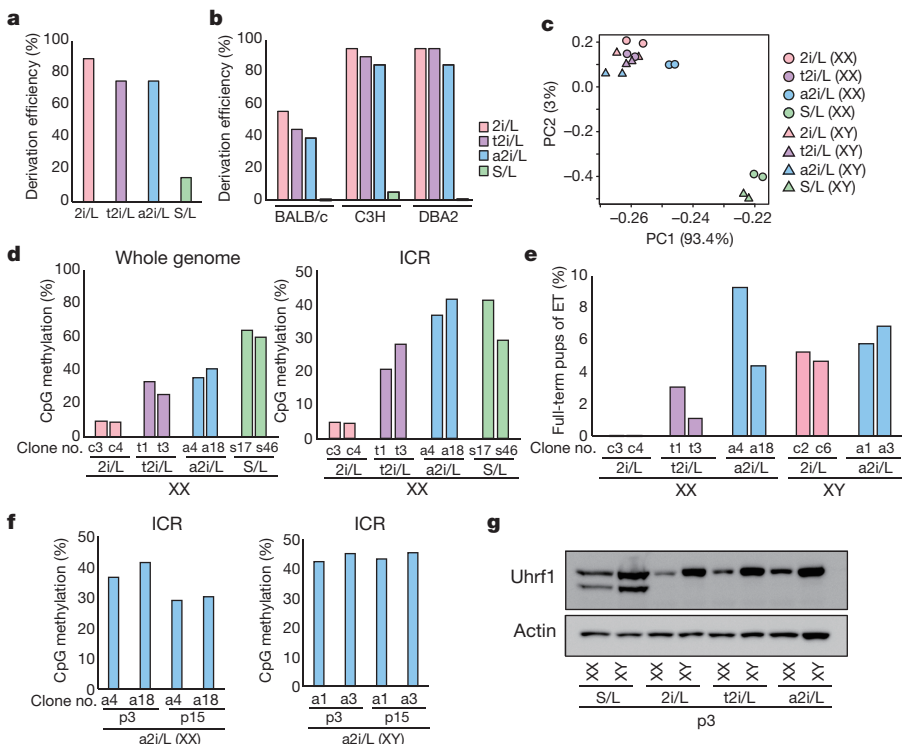 a
Derivation efficiency (%)
100
80
60
40
20
0
2i/L t2i/L a2i/L S/L
b
Derivation efficiency (%)
100
80
60
40
20
0
BALB/c C3H DBA2
2i/L
t2i/L
a2i/L
S/L
c
PC2 (3%)
0.2
0.0
−0.2
−0.4
−0.26 −0.24 −0.22
PC1 (93.4%)
2i/L (XX)
t2i/L (XX)
a2i/L (XX)
S/L (XX)
2i/L (XY)
t2i/L (XY)
a2i/L (XY)
S/L (XY)
d
Whole genome
CpG methylation (%)
100
80
60
40
20
0
Clone no. c3 c4 t1 t3 a4 a18 s17 s46
2i/L t2i/L a2i/L S/L
XX
ICR
CpG methylation (%)
50
40
30
20
10
0
c3 c4 t1 t3 a4 a18 s17 s46
2i/L t2i/L a2i/L S/L
XX
e
Full-term pups of ET (%)
10
8
6
4
2
0
Clone no. c3 c4 t1 t3 a4 a18 c2 c6 a1 a3
2i/L t2i/L a2i/L 2i/L a2i/L
XX XY
f
ICR
CpG methylation (%)
50
40
30
20
10
0
Clone no. a4 a18 a4 a18
p3 p15
a2i/L (XX)
ICR
CpG methylation (%)
50
40
30
20
10
0
a1 a3 a1 a3
p3 p15
a2i/L (XY)
g
Uhrf1
Actin
XX XY XX XY XX XY XX XY
S/L 2i/L t2i/L a2i/L
p3